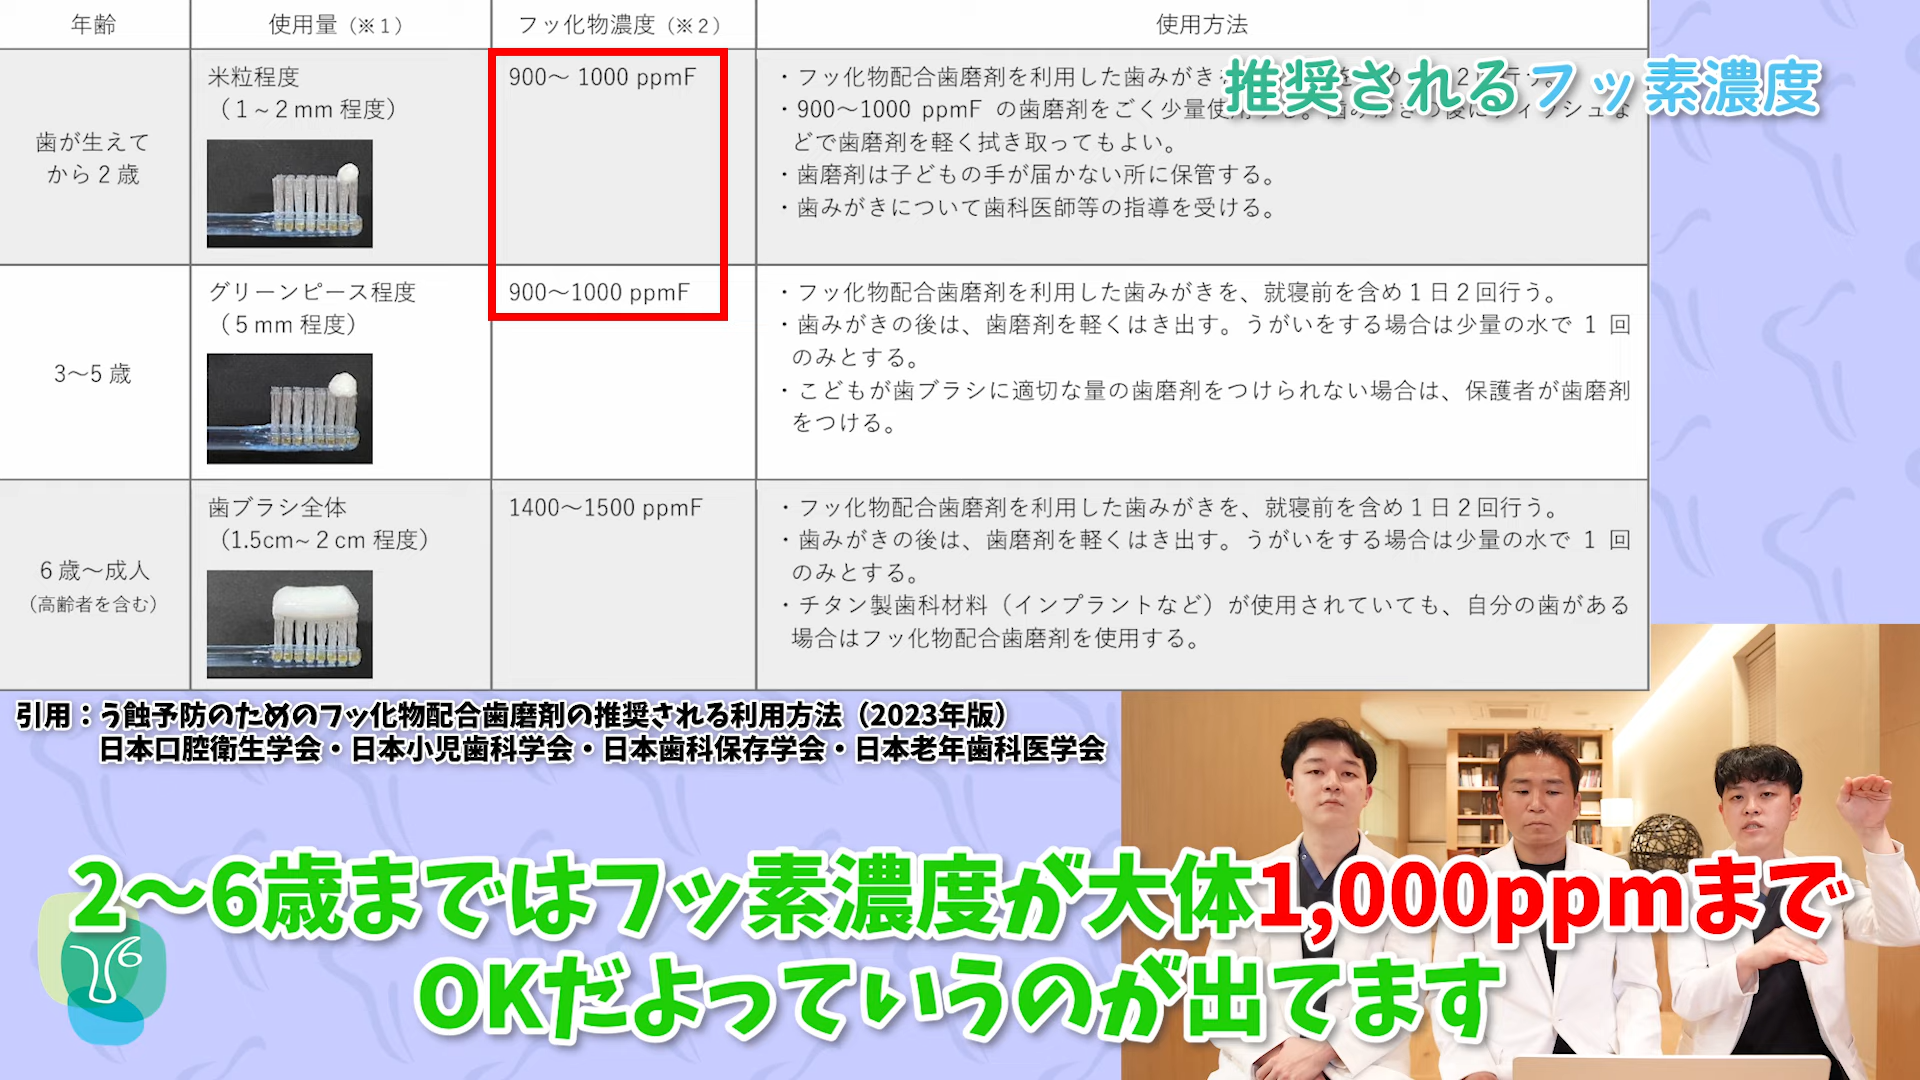 年齢
使用量（※１）
フッ化物濃度（※２）
使用方法
推奨されるフッ素濃度
歯が生えて
から２歳
米粒程度
（１～２mm 程度）
900～ 1000 ppmF
・フッ化物配合歯磨剤を利用した歯みがき
２回行う。
・900～1000 ppmF の歯磨剤をごく少量使
どで歯磨剤を軽く拭き取ってもよい。
・歯磨剤は子どもの手が届かない所に保管する。
・歯みがきについて歯科医師等の指導を受ける。
3～5 歳
グリーンピース程度
（５mm 程度）
900～1000 ppmF
・フッ化物配合歯磨剤を利用した歯みがきを、就寝前を含め１日２回行う。
・歯みがきの後は、歯磨剤を軽くはき出す。うがいをする場合は少量の水で 1 回
のみとする。
・こどもが歯ブラシに適切な量の歯磨剤をつけられない場合は、保護者が歯磨剤
をつける。
６歳～成人
（高齢者を含む）
歯ブラシ全体
（1.5cm~２cm 程度）
1400～1500 ppmF
・フッ化物配合歯磨剤を利用した歯みがきを、就寝前を含め１日２回行う。
・歯みがきの後は、歯磨剤を軽くはき出す。うがいをする場合は少量の水で 1 回
のみとする。
・チタン製歯科材料（インプラントなど）が使用されていても、自分の歯がある
場合はフッ化物配合歯磨剤を使用する。
引用：う蝕予防のためのフッ化物配合歯磨剤の推奨される利用方法（2023年版）
日本口腔衛生学会・日本小児歯科学会・日本歯科保存学会・日本老年歯科医学会
2～6歳まではフッ素濃度が大体1,000ppmまで
OKだよっていうのが出てます